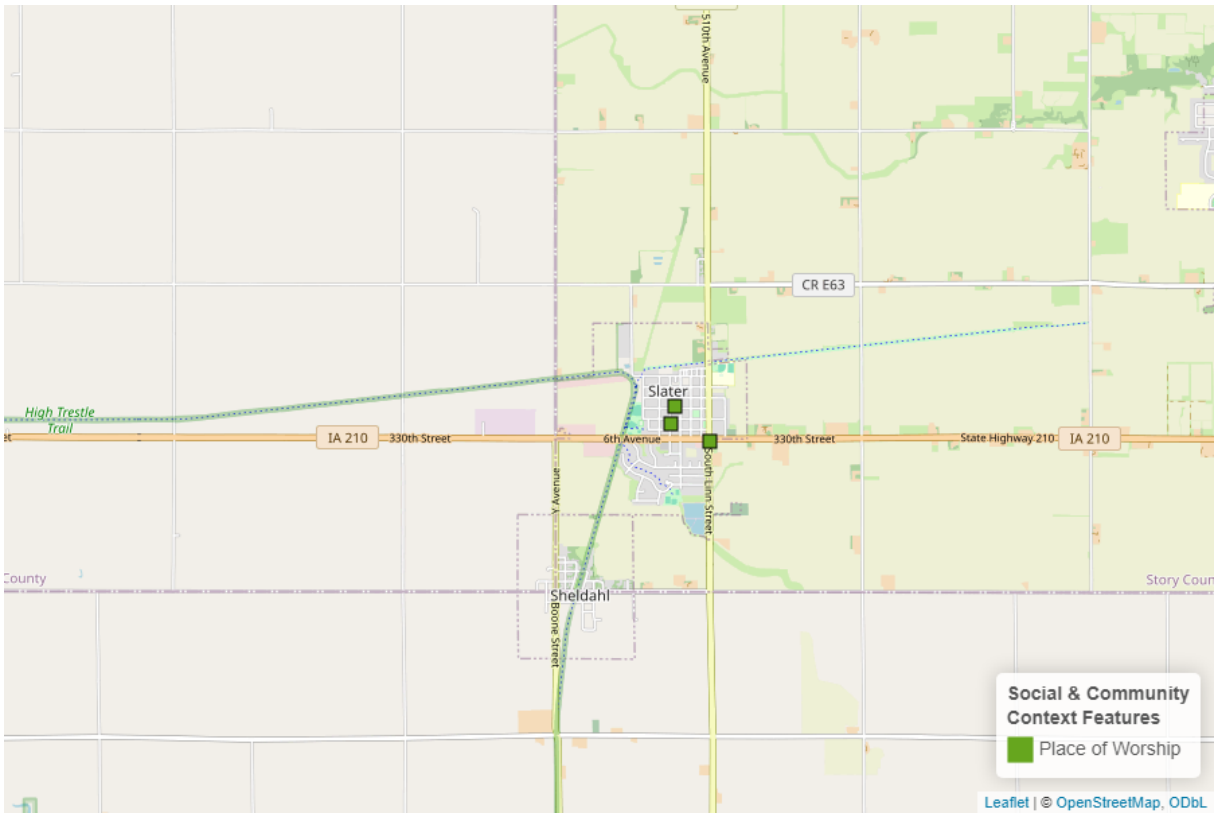 510th Avenue
CR E63
Slater
High Trestle
Trail
et
IA 210
330th Street
6th Avenue
330th Street
State Highway 210
IA 210
South Linn Street
Y Avenue
County
Story Coun
Sheldahl
Boone Street
Social & Community
Context Features
Place of Worship
Leaflet | © OpenStreetMap, ODbL